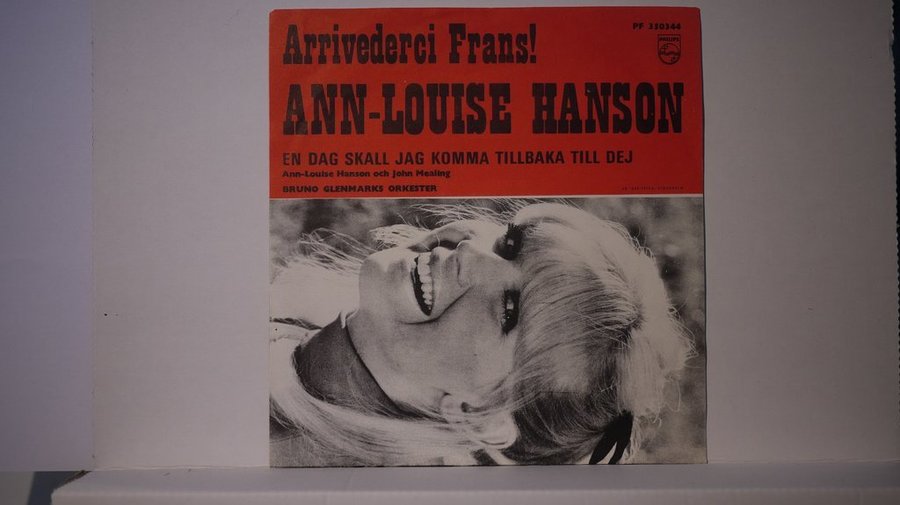 PF 330344
Arrivederci Frans!
PHILIPS
ANN-LOUISE HANSON
EN DAG SKALL JAG KOMMA TILLBAKA TILL DEJ
Ann-Louise Hanson och John Mealing
BRUNO GLENMARKS ORKESTER